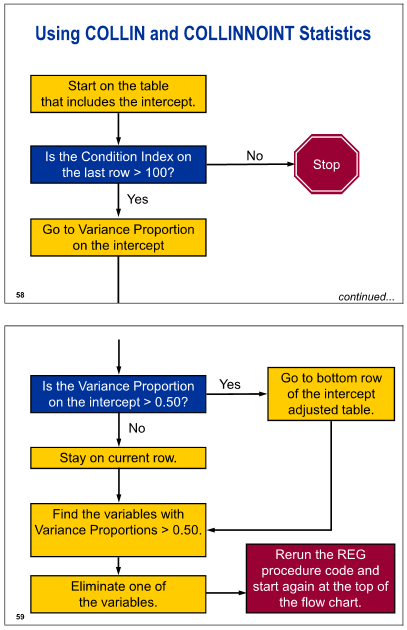 Using COLLIN and COLLINNOINT Statistics
Start on the table
that includes the intercept.
Is the Condition Index on
the last row > 100?
No
Stop
Yes
Go to Variance Proportion
on the intercept
58
continued...
Is the Variance Proportion
on the intercept > 0.50?
Yes
Go to bottom row
of the intercept
adjusted table.
No
Stay on current row.
Find the variables with
Variance Proportions > 0.50.
Eliminate one of
the variables.
Rerun the REG
procedure code and
start again at the top of
the flow chart.
59